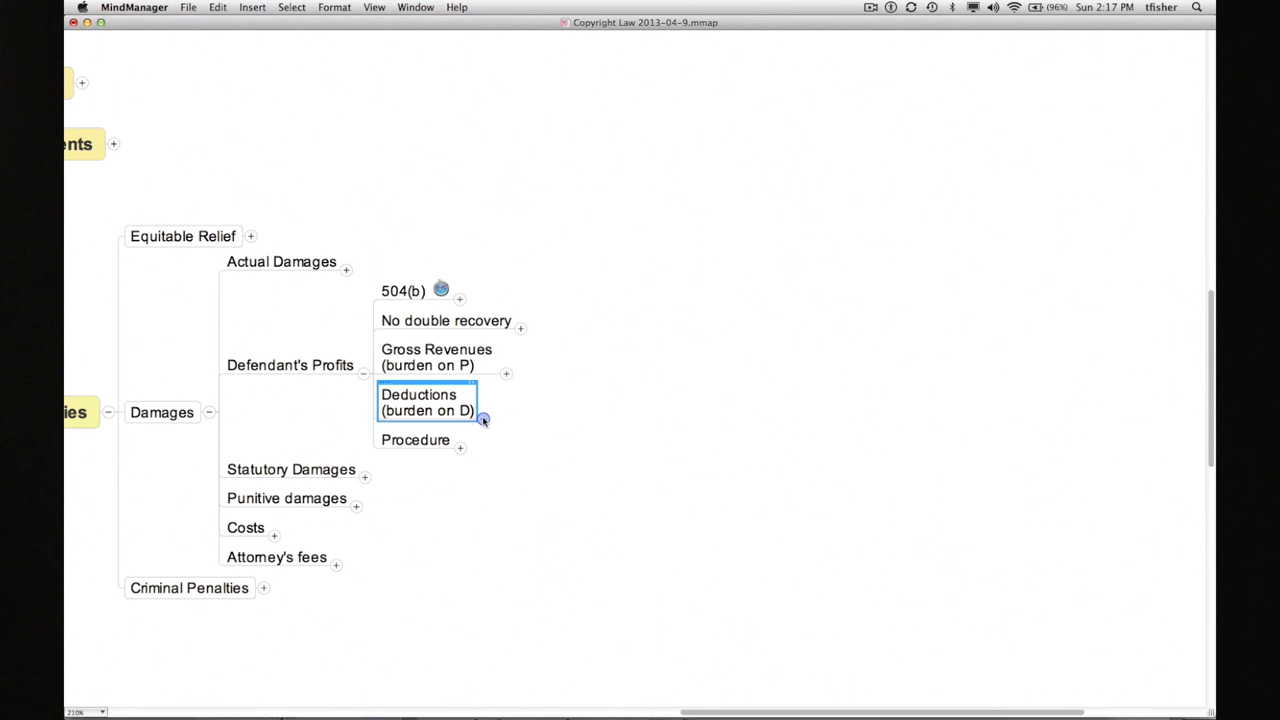 MindManager File Edit Insert Select Format View Window Help (96%) Sun 2:17 PM tfisher
Copyright Law 2013-04-9.mmap
ents
Equitable Relief
Actual Damages
504(b)
No double recovery
Gross Revenues
(burden on P)
Defendant's Profits
Deductions
(burden on D)
ies
Damages
Procedure
Statutory Damages
Punitive damages
Costs
Attorney's fees
Criminal Penalties
210%